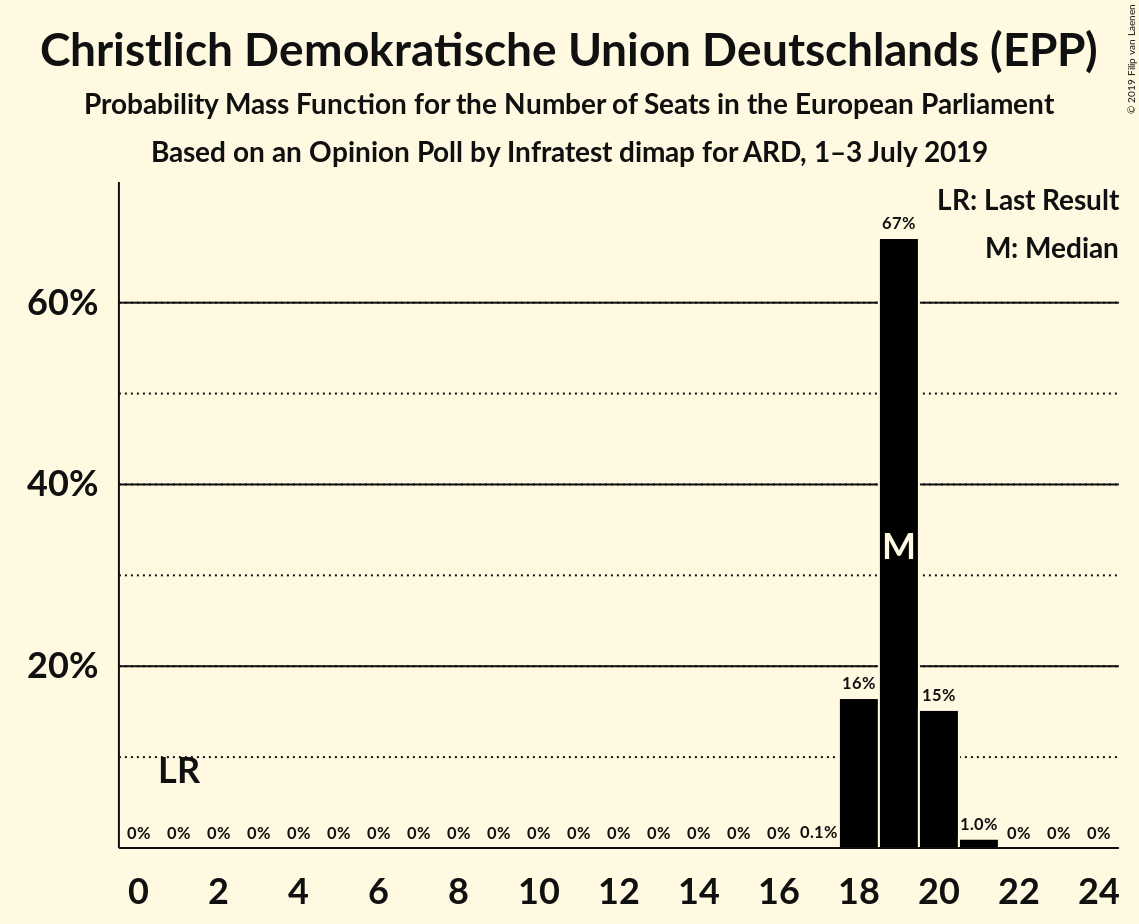 Christlich Demokratische Union Deutschlands (EPP)
Probability Mass Function for the Number of Seats in the European Parliament
Based on an Opinion Poll by Infratest dimap for ARD, 1–3 July 2019
© 2019 Filip van Laenen
LR: Last Result
M: Median
67%
60%
40%
M
20%
16%
15%
LR
0% 0% 0% 0% 0% 0% 0% 0% 0% 0% 0% 0% 0% 0% 0% 0% 0% 0.1% 1.0% 0% 0% 0%
0 2 4 6 8 10 12 14 16 18 20 22 24